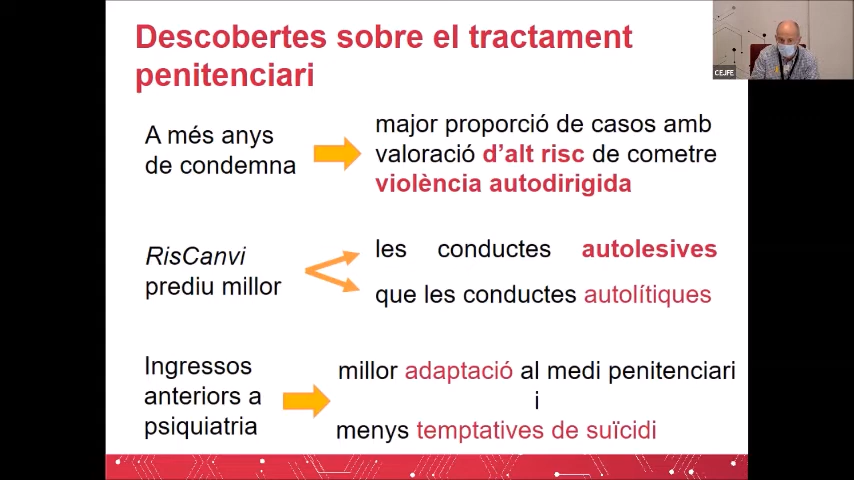 Descobertes sobre el tractament
penitenciari
A més anys
de condemna
major proporció de casos amb
valoració d'alt risc de cometre
violència autodirigida
RisCanvi
prediu millor
les conductes autolesives
que les conductes autolítiques
Ingressos
anteriors a
psiquiatria
millor adaptació al medi penitenciari
i
menys temptatives de suïcidi
CEJFE